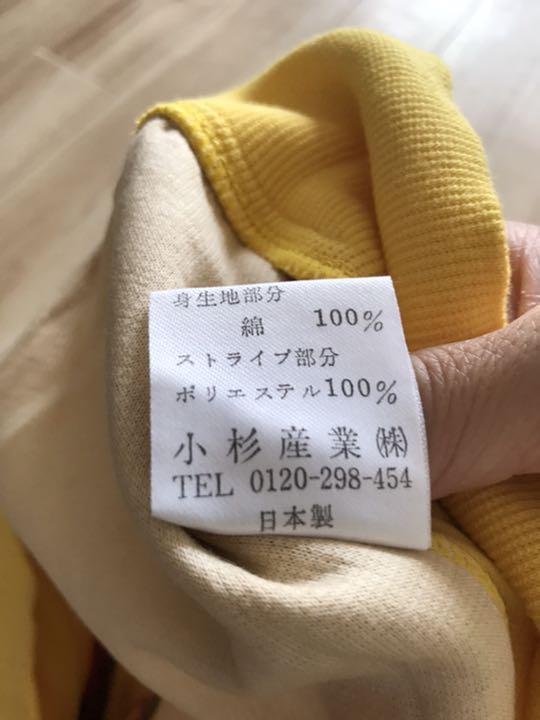 身生地部分
綿 100%
ストライプ部分
ポリエステル100%
小杉産業㈱
TEL 0120-298-454
日本製